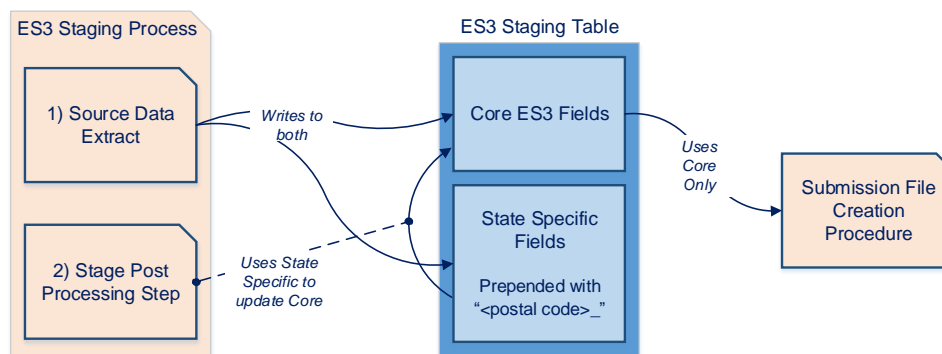 ES3 Staging Process
1) Source Data
Extract
2) Stage Post
Processing Step
Writes to
both
Uses State
Specific to
update Core
ES3 Staging Table
Core ES3 Fields
State Specific
Fields
Prepended with
“<postal code>_”
Uses
Core
Only
Submission File
Creation
Procedure